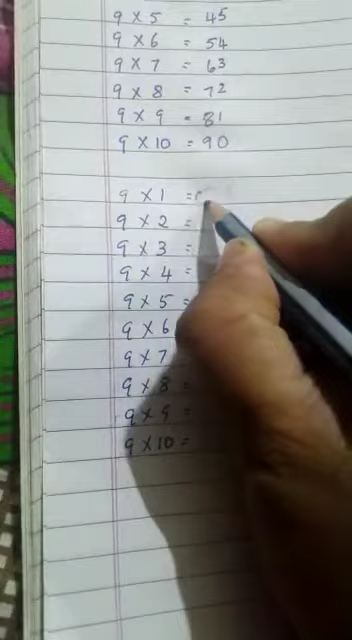 9 × 5 = 45
9 × 6 = 54
9 × 7 = 63
9 × 8 = 72
9 × 9 = 81
9 × 10 = 90
9 × 1 =
9 × 2 =
9 × 3 =
9 × 4 =
9 × 5 =
9 × 6
9 × 7
9 × 8 =
9 × 9 =
9 × 10 =